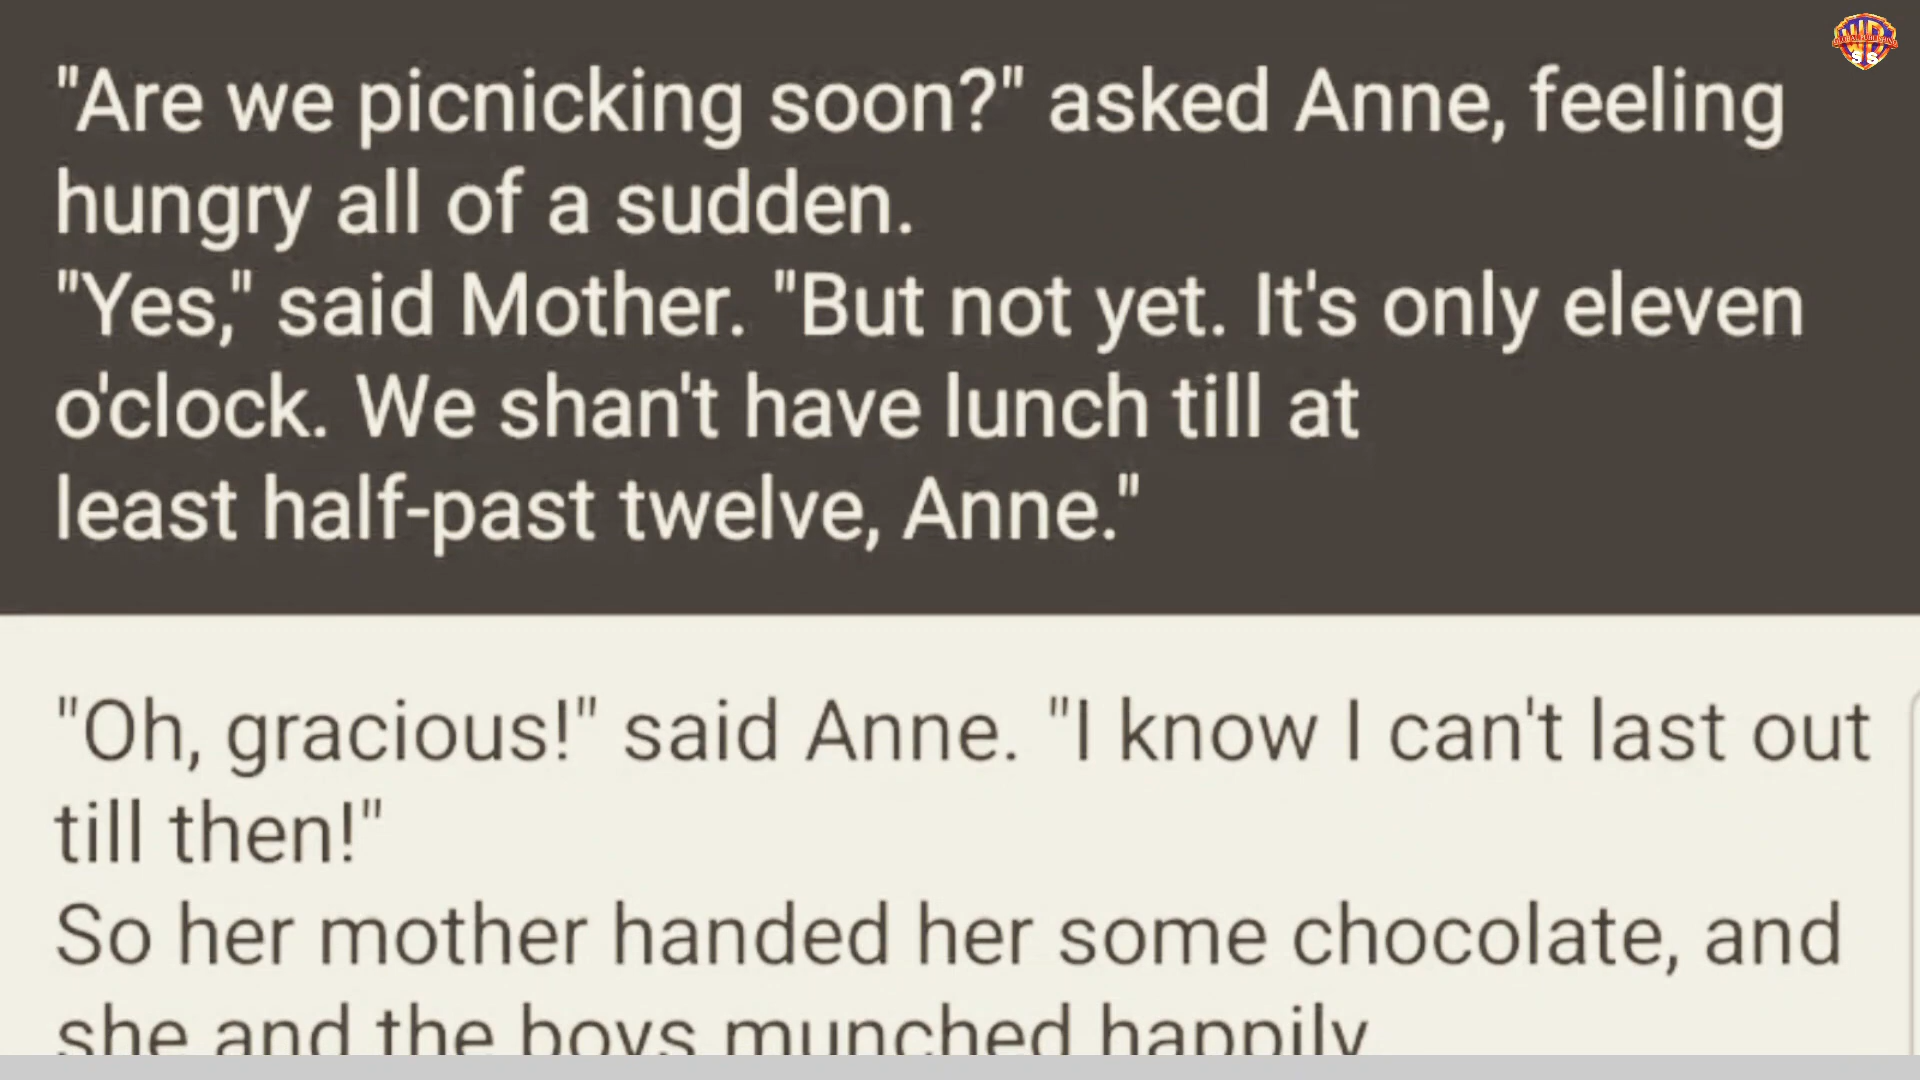 "Are we picnicking soon?" asked Anne, feeling
hungry all of a sudden.
"Yes," said Mother. "But not yet. It's only eleven
o'clock. We shan't have lunch till at
least half-past twelve, Anne."
"Oh, gracious!" said Anne. "I know I can't last out
till then!"
So her mother handed her some chocolate, and
she and the boys munched happily